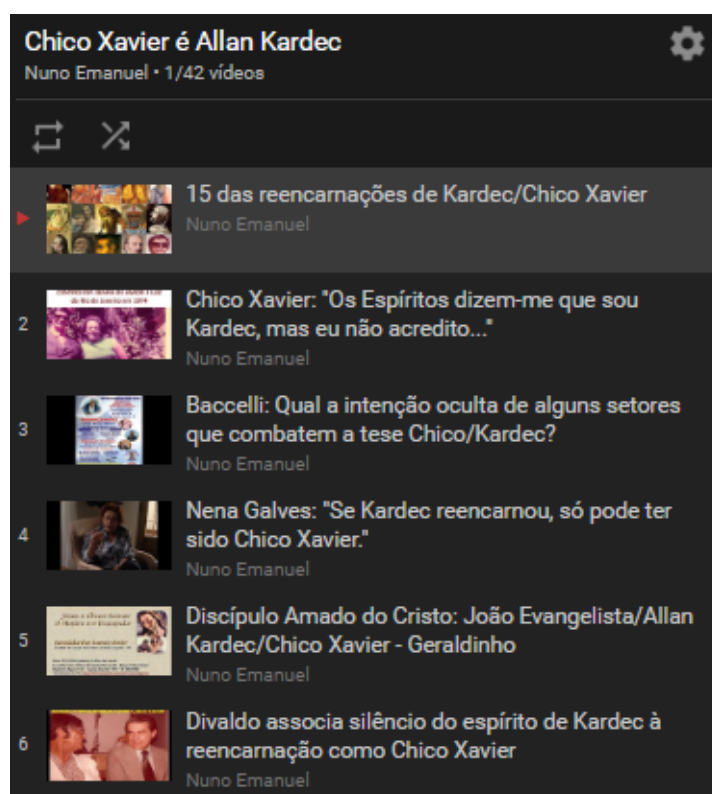 Chico Xavier é Allan Kardec
Nuno Emanuel • 1/42 vídeos
15 das reencarnações de Kardec/Chico Xavier
Nuno Emanuel
2
Chico Xavier: "Os Espíritos dizem-me que sou
Kardec, mas eu não acredito..."
Nuno Emanuel
3
Baccelli: Qual a intenção oculta de alguns setores
que combatem a tese Chico/Kardec?
Nuno Emanuel
4
Nena Galves: "Se Kardec reencarnou, só pode ter
sido Chico Xavier."
Nuno Emanuel
5
Discípulo Amado do Cristo: João Evangelista/Allan
Kardec/Chico Xavier - Geraldinho
Nuno Emanuel
6
Divaldo associa silêncio do espírito de Kardec à
reencarnação como Chico Xavier
Nuno Emanuel